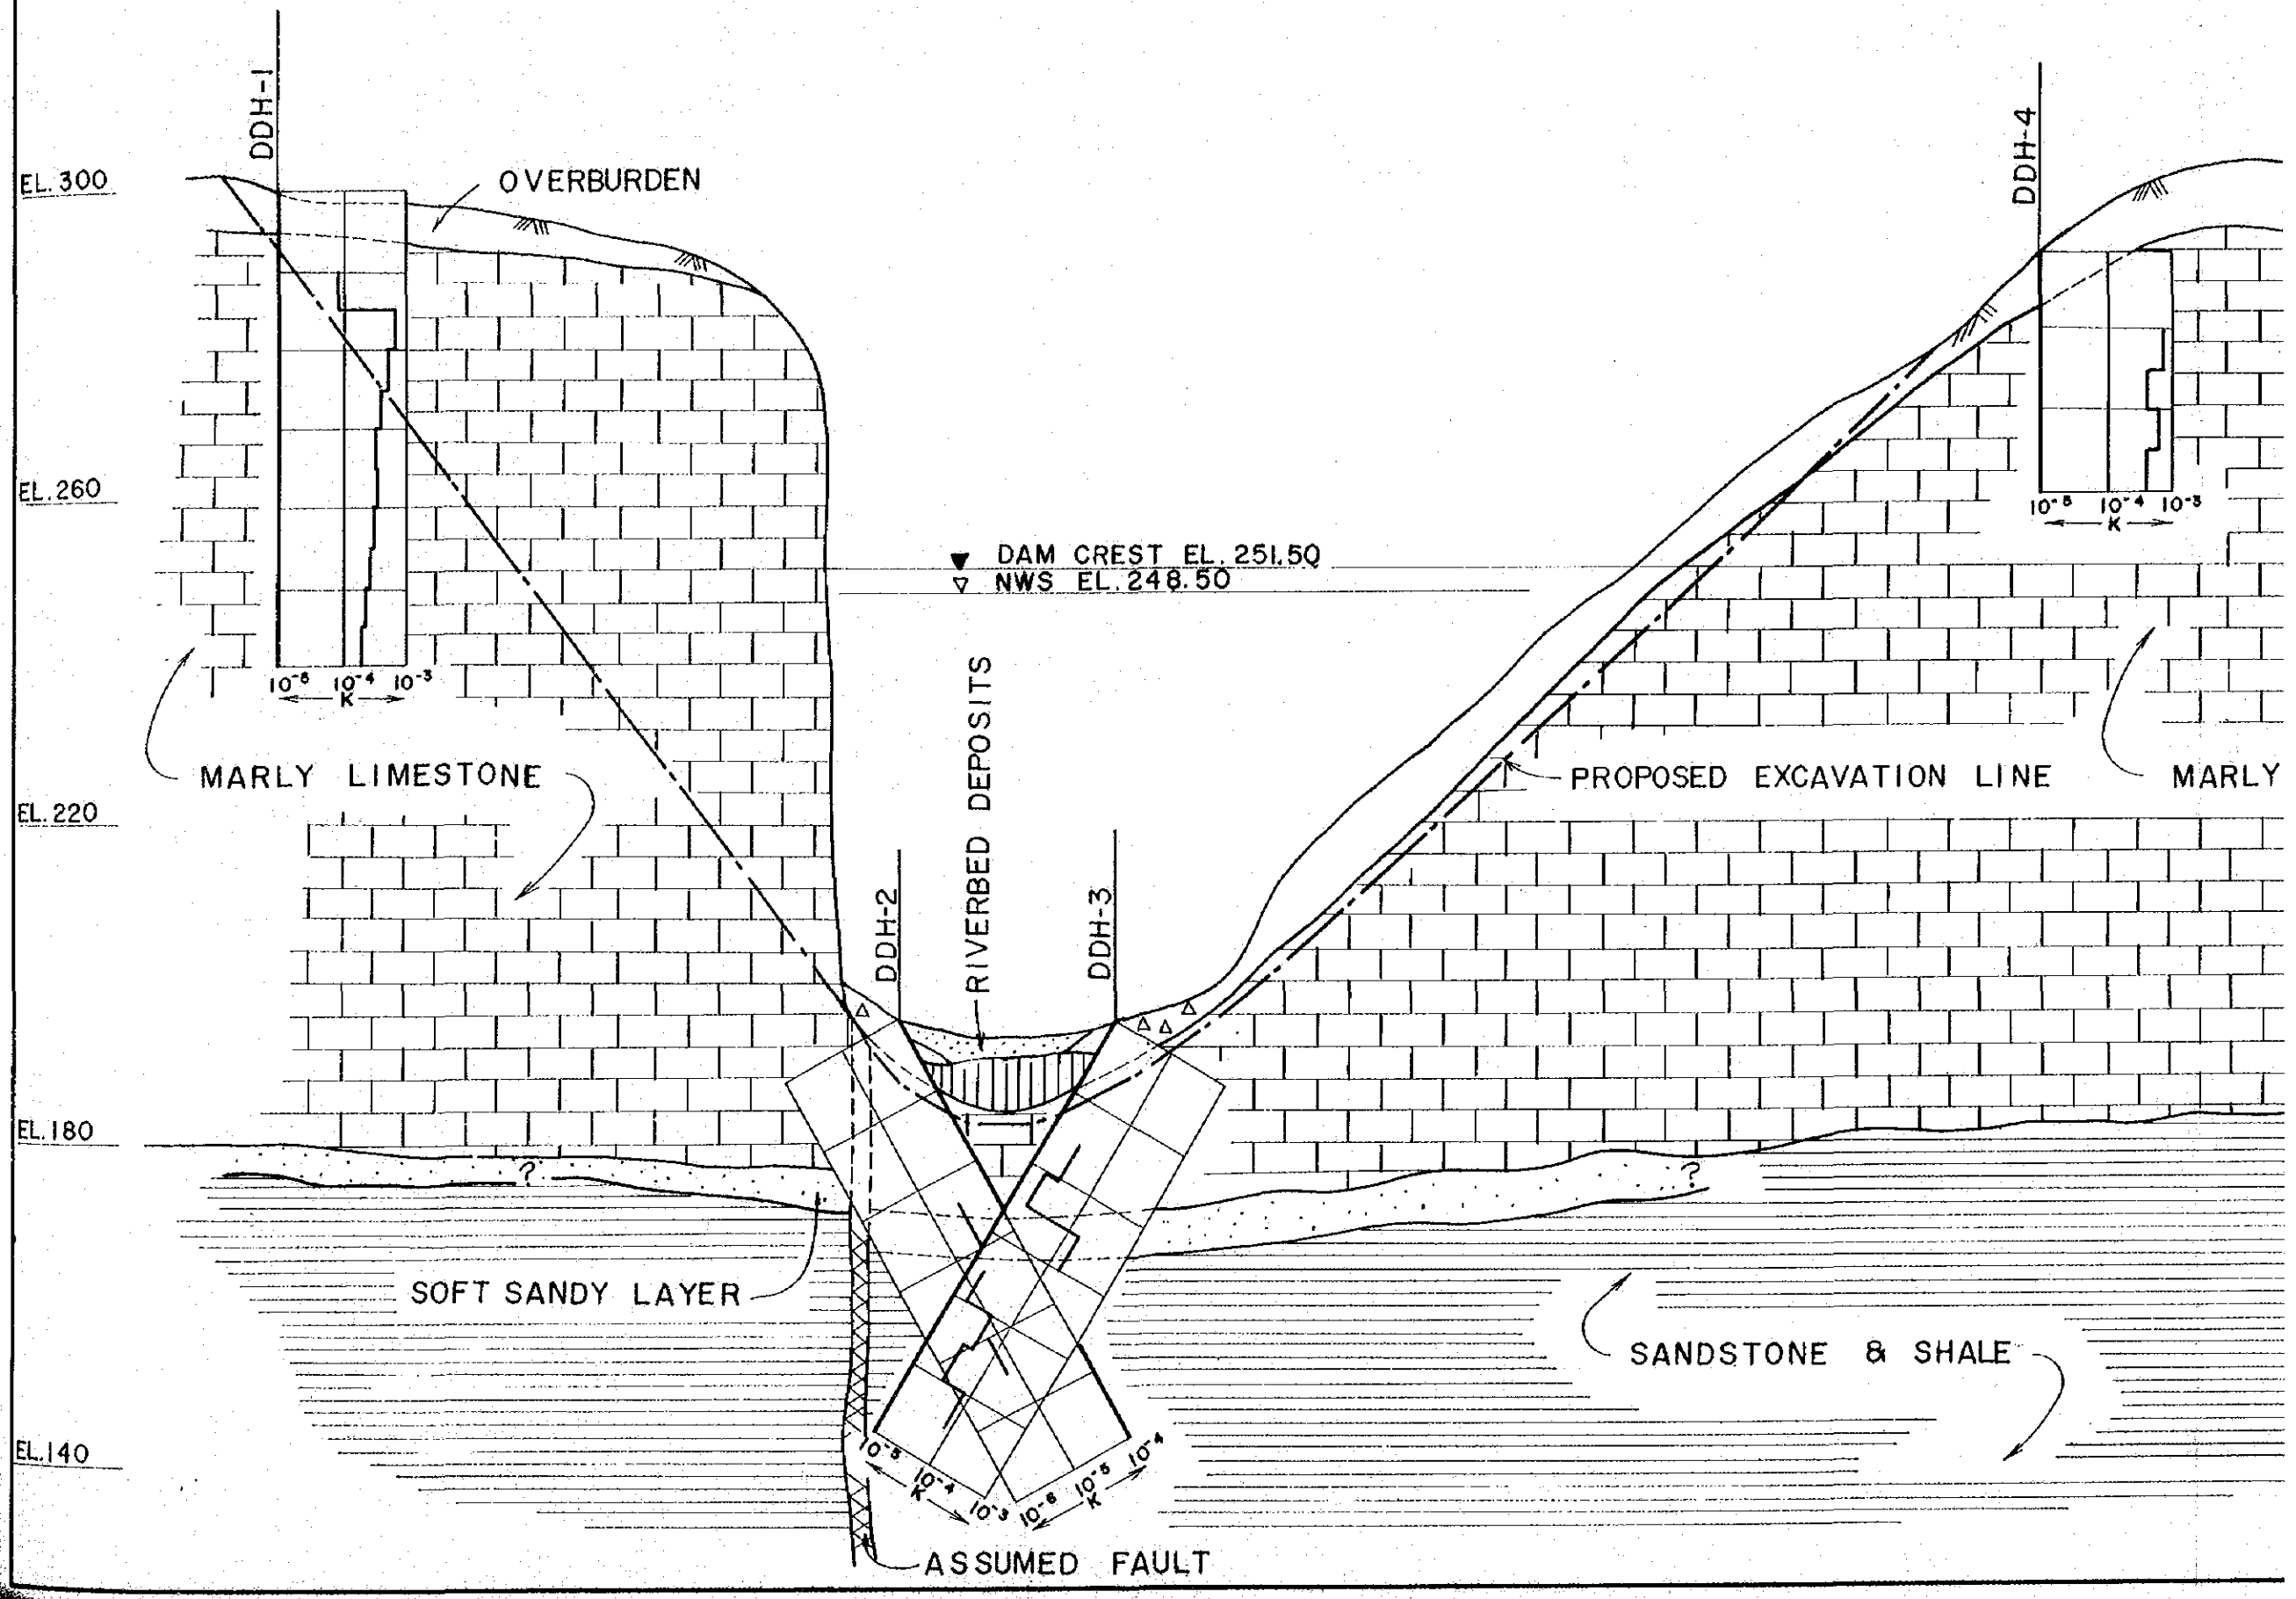 DDH-1
DDH-4
EL.300
OVERBURDEN
EL.260
10⁻⁵ 10⁻⁴ 10⁻³
K
DAM CREST EL.251.50
NWS EL.248.50
10⁻⁵ 10⁻⁴ 10⁻³
K
RIVERBED DEPOSITS
MARLY LIMESTONE
PROPOSED EXCAVATION LINE
MARLY
EL.220
DDH-2
DDH-3
EL.180
?
?
SOFT SANDY LAYER
SANDSTONE & SHALE
EL.140
10⁻⁵ 10⁻⁴ 10⁻³
K
10⁻⁶ 10⁻⁵ 10⁻⁴
K
ASSUMED FAULT